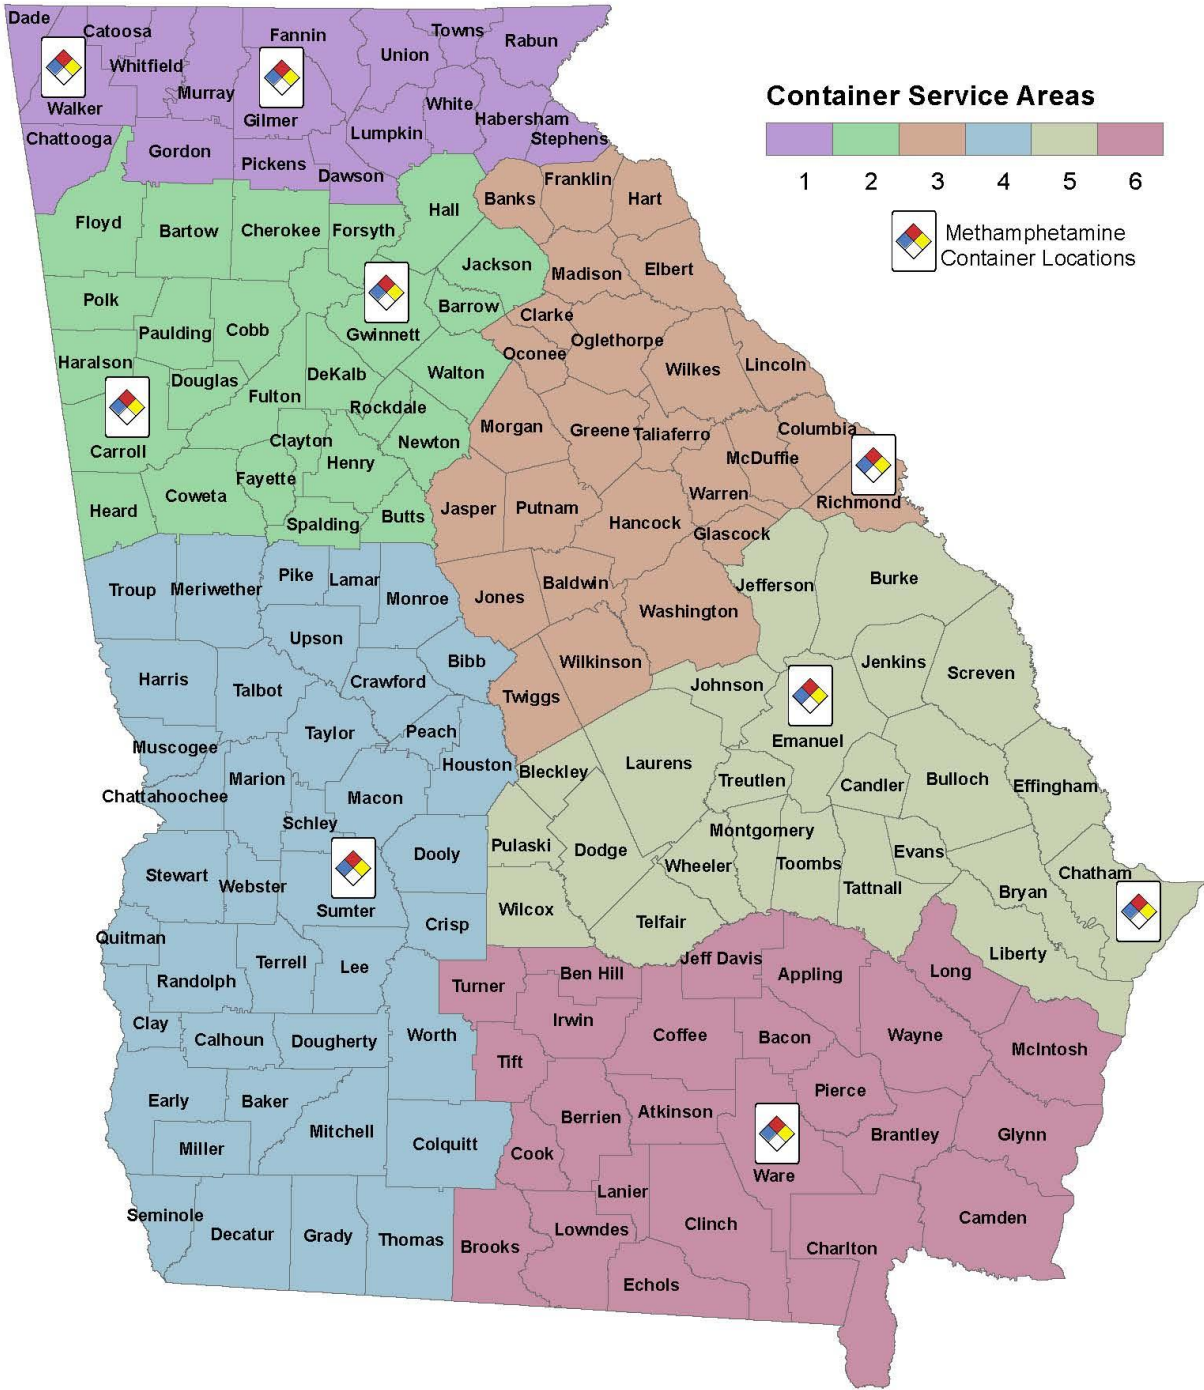 Dade
Catoosa
Fannin
Towns
Union
Rabun
Whitfield
Murray
Walker
Gilmer
White
Habersham
Lumpkin
Stephens
Chattooga
Gordon
Pickens
Dawson
Container Service Areas
1 2 3 4 5 6
Methamphetamine
Container Locations
Franklin
Banks
Hart
Hall
Floyd
Bartow
Cherokee
Forsyth
Jackson
Madison
Elbert
Polk
Barrow
Clarke
Gwinnett
Paulding
Cobb
Oglethorpe
Oconee
Haralson
Walton
Wilkes
Lincoln
Douglas
DeKalb
Fulton
Rockdale
Morgan
Greene
Taliaferro
Columbia
Clayton
Newton
Carroll
Henry
McDuffie
Fayette
Coweta
Warren
Richmond
Heard
Spalding
Butts
Jasper
Putnam
Hancock
Glascock
Troup
Meriwether
Pike
Lamar
Monroe
Jones
Baldwin
Jefferson
Burke
Washington
Upson
Harris
Talbot
Crawford
Bibb
Wilkinson
Jenkins
Screven
Johnson
Twiggs
Taylor
Peach
Muscogee
Emanuel
Houston
Laurens
Bleckley
Marion
Treutlen
Candler
Bulloch
Effingham
Chattahoochee
Macon
Schley
Montgomery
Pulaski
Dodge
Dooly
Wheeler
Toombs
Evans
Stewart
Webster
Tattnall
Chatham
Bryan
Sumter
Wilcox
Telfair
Crisp
Quitman
Liberty
Jeff Davis
Terrell
Lee
Randolph
Turner
Ben Hill
Appling
Long
Clay
Calhoun
Dougherty
Worth
Irwin
Coffee
Bacon
Wayne
McIntosh
Tift
Pierce
Early
Baker
Berrien
Atkinson
Mitchell
Brantley
Glynn
Miller
Colquitt
Cook
Ware
Lanier
Seminole
Decatur
Grady
Thomas
Brooks
Lowndes
Clinch
Camden
Charlton
Echols